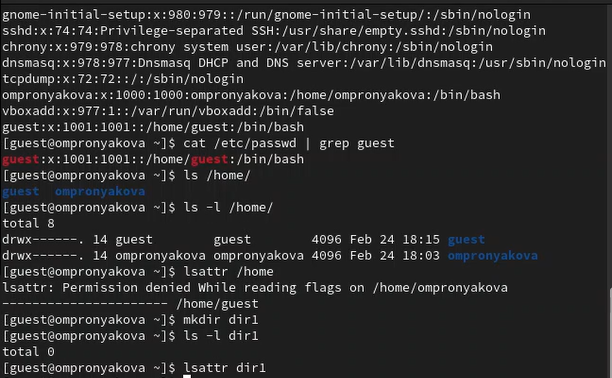 gnome-initial-setup:x:980:979::/run/gnome-initial-setup/:/sbin/nologin
sshd:x:74:74:Privilege-separated SSH:/usr/share/empty.sshd:/sbin/nologin
chrony:x:979:978:chrony system user:/var/lib/chrony:/sbin/nologin
dnsmasq:x:978:977:Dnsmasq DHCP and DNS server:/var/lib/dnsmasq:/usr/sbin/nologin
tcpdump:x:72:72::/:/sbin/nologin
ompronyakova:x:1000:1000:ompronyakova:/home/ompronyakova:/bin/bash
vboxadd:x:977:1::/var/run/vboxadd:/bin/false
guest:x:1001:1001::/home/guest:/bin/bash
[guest@ompronyakova ~]$ cat /etc/passwd | grep guest
guest:x:1001:1001::/home/guest:/bin/bash
[guest@ompronyakova ~]$ ls /home/
guest  ompronyakova
[guest@ompronyakova ~]$ ls -l /home/
total 8
drwx------. 14 guest        guest        4096 Feb 24 18:15 guest
drwx------. 14 ompronyakova ompronyakova 4096 Feb 24 18:03 ompronyakova
[guest@ompronyakova ~]$ lsattr /home
lsattr: Permission denied While reading flags on /home/ompronyakova
---------------------- /home/guest
[guest@ompronyakova ~]$ mkdir dir1
[guest@ompronyakova ~]$ ls -l dir1
total 0
[guest@ompronyakova ~]$ lsattr dir1